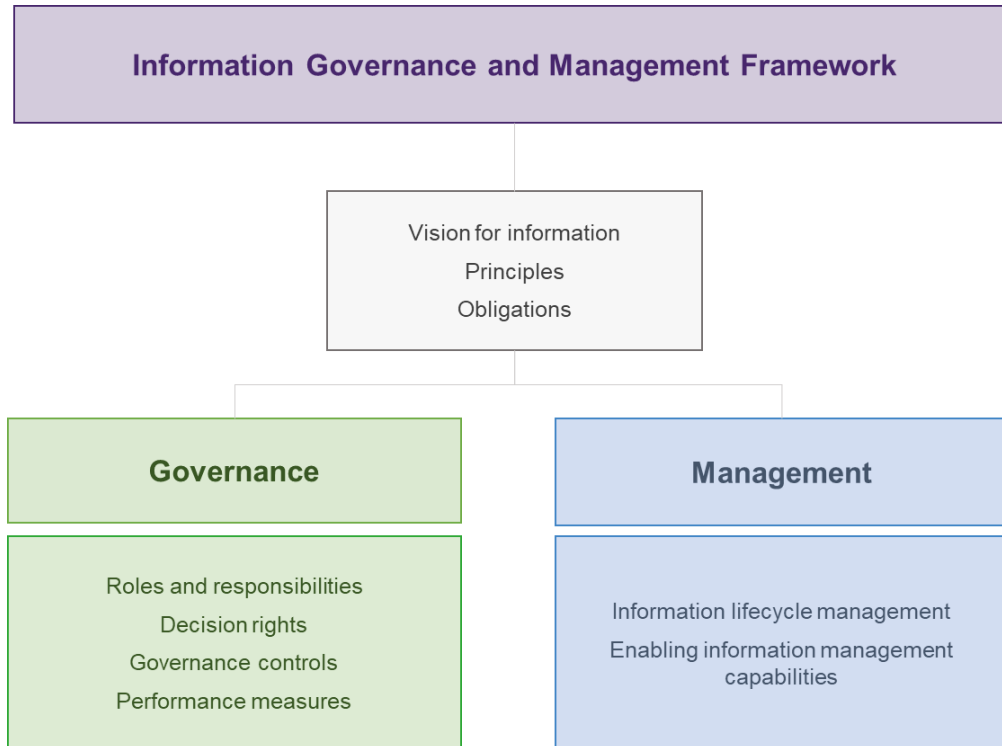 Information Governance and Management Framework
Vision for information
Principles
Obligations
Governance
Roles and responsibilities
Decision rights
Governance controls
Performance measures
Management
Information lifecycle management
Enabling information management
capabilities